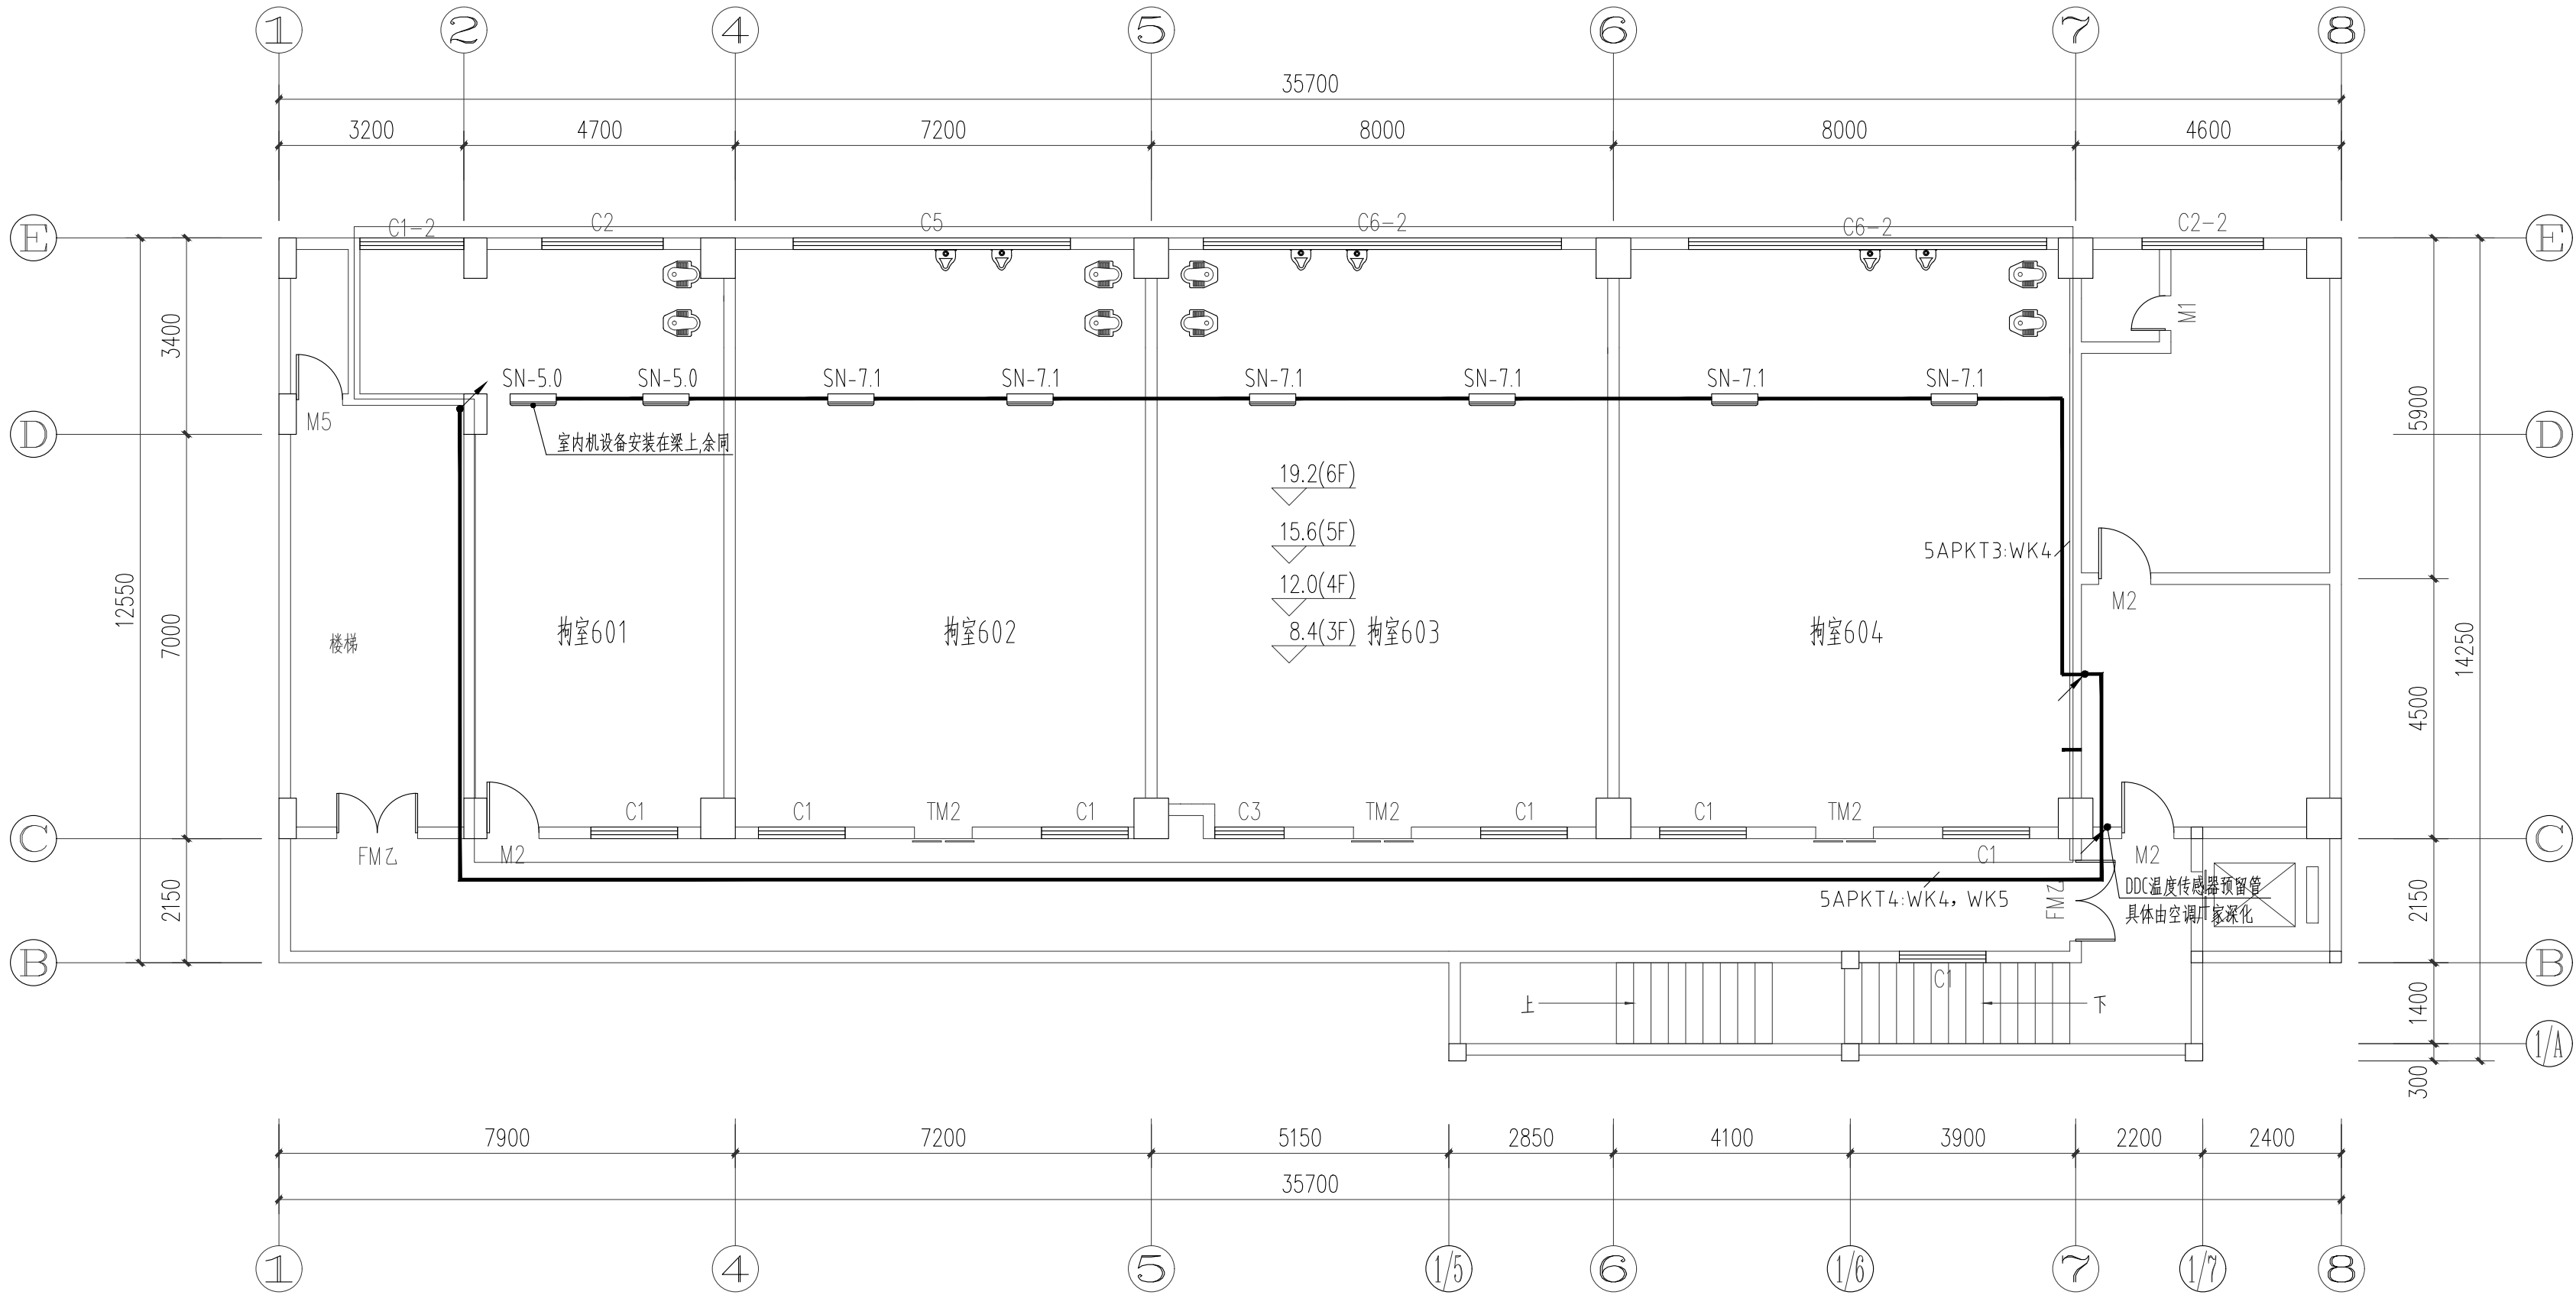 1 2 4 5 6 7 8
35700
3200 4700 7200 8000 8000 4600
C1-2 C2 C5 C6-2 C6-2 C2-2
E E
M1
3400
SN-5.0 SN-5.0 SN-7.1 SN-7.1 SN-7.1 SN-7.1 SN-7.1 SN-7.1
5900
M5
D D
室内机设备安装在梁上,余同
19.2(6F)
15.6(5F)
5APKT3:WK4
12.0(4F)
M2
12550
7000
楼梯
拘室601 拘室602
8.4(3F) 拘室603
拘室604
14250
4500
C1 C1 TM2 C1 C3 TM2 C1 C1 TM2
C C
FM乙 M2 C1 M2
2150
5APKT4:WK4, WK5
FM乙
DDC温度传感器预留管
具体由空调厂家深化
2150
B B
C1
上 下
1400
1/A
300
7900 7200 5150 2850 4100 3900 2200 2400
35700
1 4 5 1/5 6 1/6 7 1/7 8